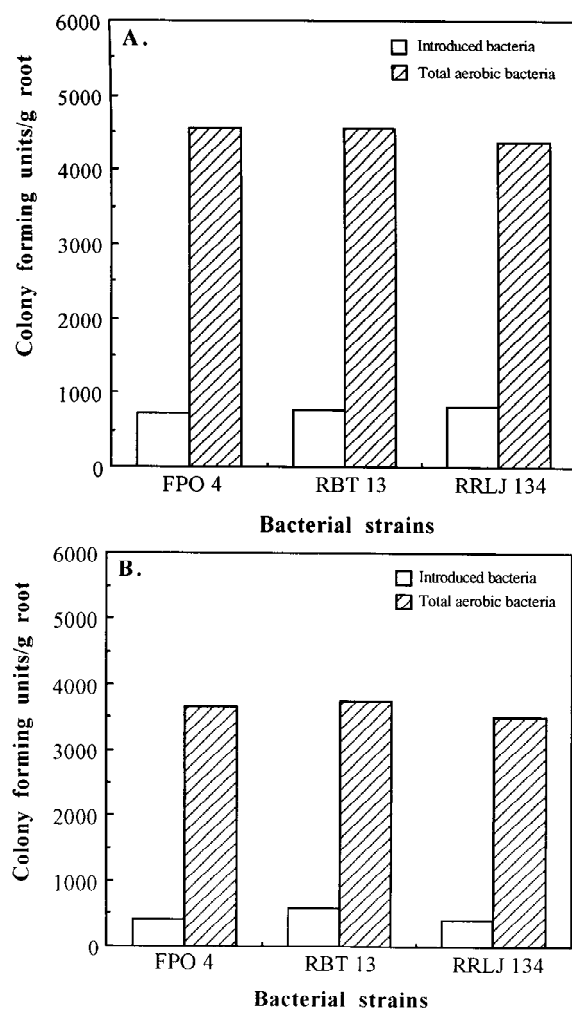 A.
Introduced bacteria
Total aerobic bacteria
6000
5000
4000
3000
2000
1000
0
Colony forming units/g root
FPO 4 RBT 13 RRLJ 134
Bacterial strains
B.
Introduced bacteria
Total aerobic bacteria
6000
5000
4000
3000
2000
1000
0
Colony forming units/g root
FPO 4 RBT 13 RRLJ 134
Bacterial strains